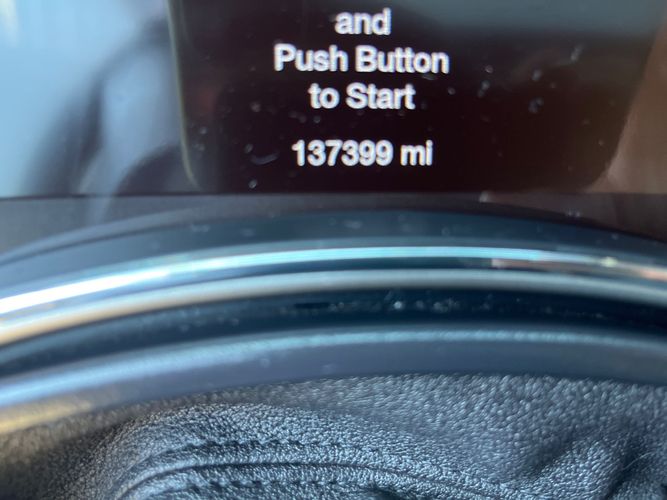 and
Push Button
to Start
137399 mi